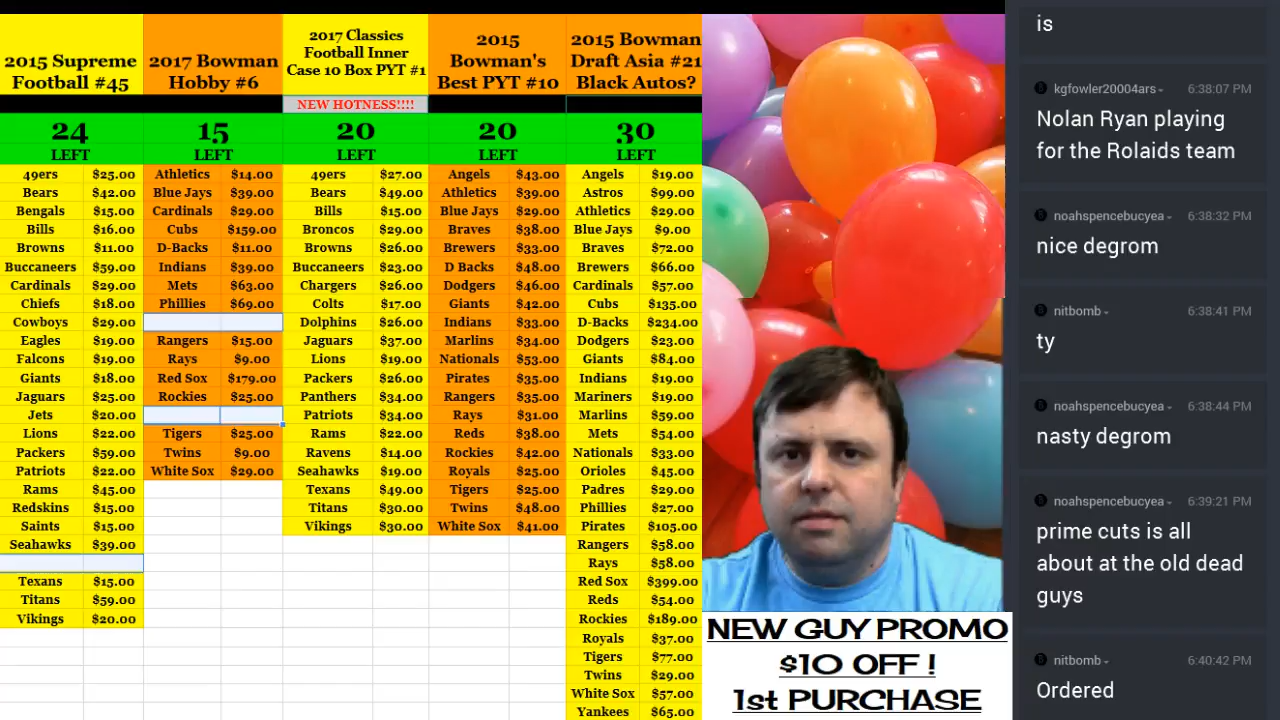 2015 Supreme
Football #45
24
LEFT
49ers $25.00
Bears $42.00
Bengals $15.00
Bills $16.00
Browns $11.00
Buccaneers $59.00
Cardinals $29.00
Chiefs $18.00
Cowboys $29.00
Eagles $19.00
Falcons $19.00
Giants $18.00
Jaguars $25.00
Jets $20.00
Lions $22.00
Packers $59.00
Patriots $22.00
Rams $45.00
Redskins $15.00
Saints $15.00
Seahawks $39.00
Texans $15.00
Titans $59.00
Vikings $20.00
2017 Bowman
Hobby #6
15
LEFT
Athletics $14.00
Blue Jays $39.00
Cardinals $29.00
Cubs $159.00
D-Backs $11.00
Indians $39.00
Mets $63.00
Phillies $69.00
Rangers $15.00
Rays $9.00
Red Sox $179.00
Rockies $25.00
Tigers $25.00
Twins $9.00
White Sox $29.00
2017 Classics
Football Inner
Case 10 Box PYT #1
NEW HOTNESS!!!!
20
LEFT
49ers $27.00
Bears $49.00
Bills $15.00
Broncos $29.00
Browns $26.00
Buccaneers $23.00
Chargers $26.00
Colts $17.00
Dolphins $26.00
Jaguars $37.00
Lions $19.00
Packers $26.00
Panthers $34.00
Patriots $34.00
Rams $22.00
Ravens $14.00
Seahawks $19.00
Texans $49.00
Titans $30.00
Vikings $30.00
2015
Bowman's
Best PYT #10
20
LEFT
Angels $43.00
Athletics $39.00
Blue Jays $29.00
Braves $38.00
Brewers $33.00
D Backs $48.00
Dodgers $46.00
Giants $42.00
Indians $33.00
Marlins $34.00
Nationals $53.00
Pirates $35.00
Rangers $35.00
Rays $31.00
Reds $38.00
Rockies $42.00
Royals $25.00
Tigers $25.00
Twins $48.00
White Sox $41.00
2015 Bowman
Draft Asia #21
Black Autos?
30
LEFT
Angels $19.00
Astros $99.00
Athletics $29.00
Blue Jays $9.00
Braves $72.00
Brewers $66.00
Cardinals $57.00
Cubs $135.00
D-Backs $234.00
Dodgers $23.00
Giants $84.00
Indians $19.00
Mariners $19.00
Marlins $59.00
Mets $54.00
Nationals $33.00
Orioles $45.00
Padres $29.00
Phillies $27.00
Pirates $105.00
Rangers $58.00
Rays $58.00
Red Sox $399.00
Reds $54.00
Rockies $189.00
Royals $37.00
Tigers $77.00
Twins $29.00
White Sox $57.00
Yankees $65.00
NEW GUY PROMO
$10 OFF !
1st PURCHASE
is
kgfowler20004ars 6:38:07 PM
Nolan Ryan playing
for the Rolaids team
noahspencebucyea 6:38:32 PM
nice degrom
nitbomb 6:38:41 PM
ty
noahspencebucyea 6:38:44 PM
nasty degrom
noahspencebucyea 6:39:21 PM
prime cuts is all
about at the old dead
guys
nitbomb 6:40:42 PM
Ordered